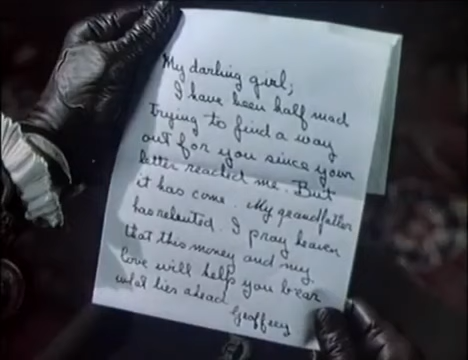 My darling girl;
I have been half mad
trying to find a way
out for you since your
letter reached me. But
it has come. My grandfather
has relented. I pray heaven
that this money and my
love will help you bear
what lies ahead
Geoffrey